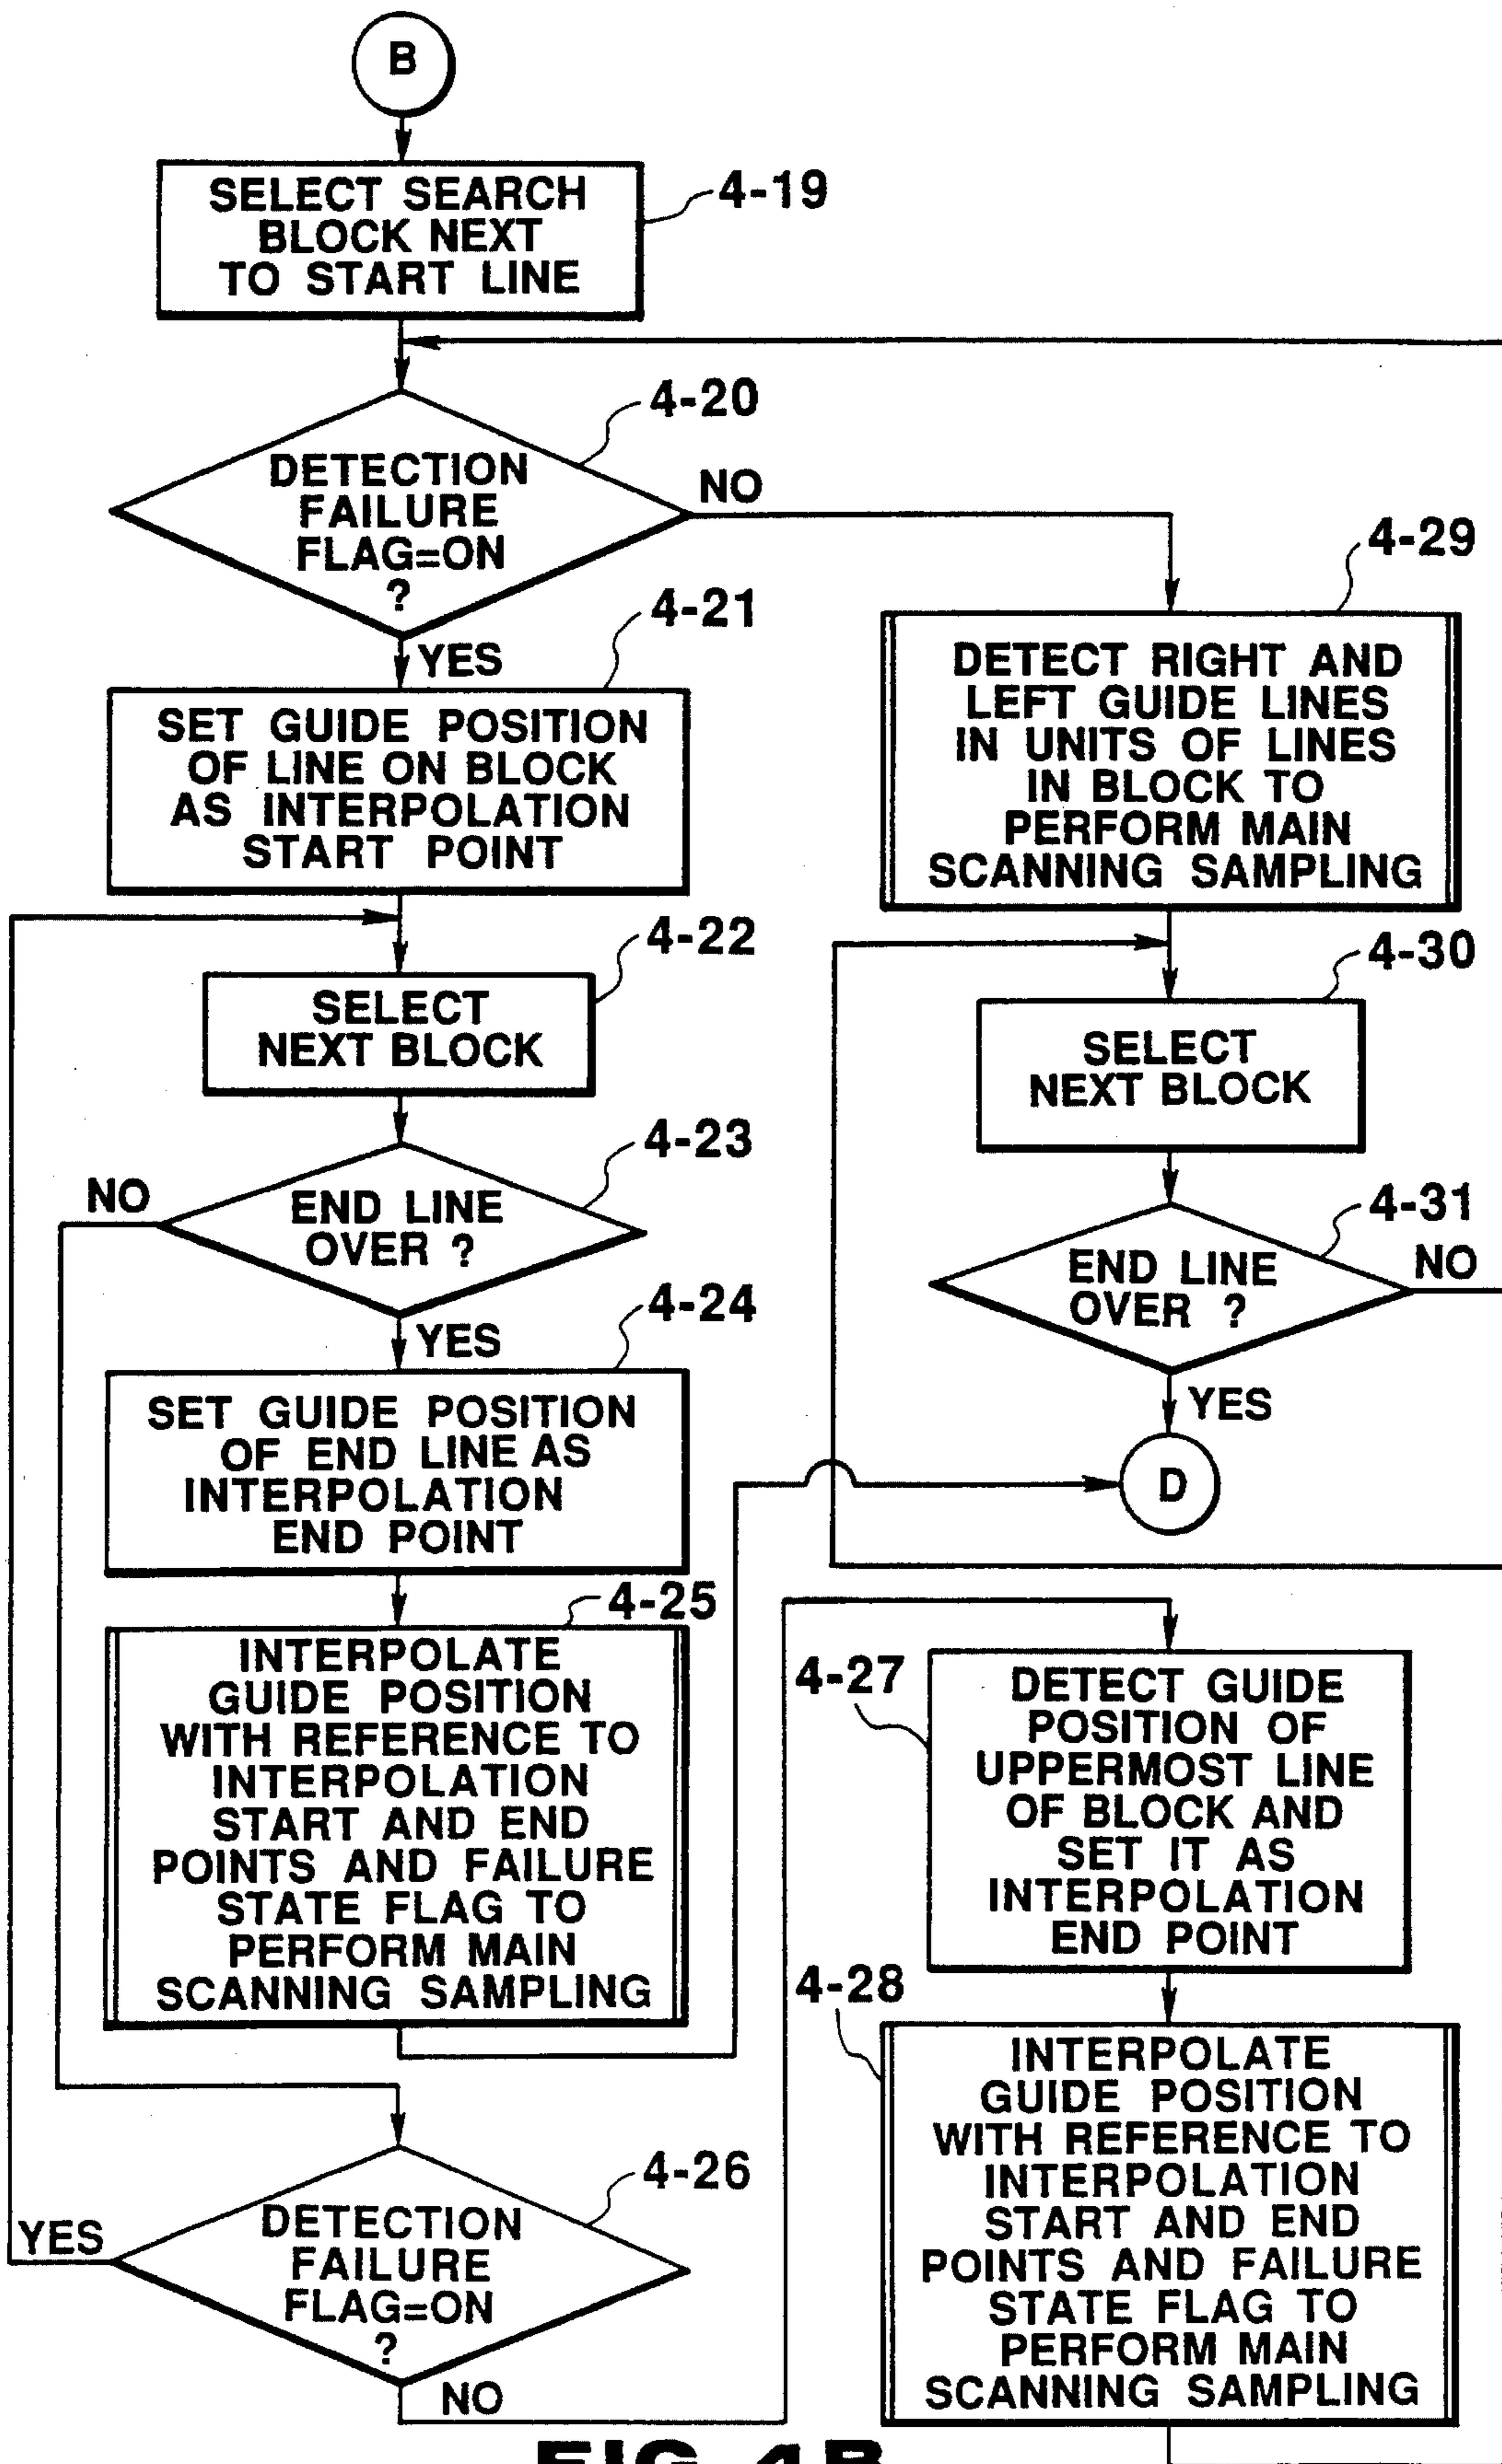 B
SELECT SEARCH
BLOCK NEXT
TO START LINE
4-19
DETECTION
FAILURE
FLAG=ON
?
4-20
NO
YES
SET GUIDE POSITION
OF LINE ON BLOCK
AS INTERPOLATION
START POINT
4-21
SELECT
NEXT BLOCK
4-22
END LINE
OVER ?
4-23
NO
YES
SET GUIDE POSITION
OF END LINE AS
INTERPOLATION
END POINT
4-24
INTERPOLATE
GUIDE POSITION
WITH REFERENCE TO
INTERPOLATION
START AND END
POINTS AND FAILURE
STATE FLAG TO
PERFORM MAIN
SCANNING SAMPLING
4-25
DETECTION
FAILURE
FLAG=ON
?
4-26
YES
NO
4-29
DETECT RIGHT AND
LEFT GUIDE LINES
IN UNITS OF LINES
IN BLOCK TO
PERFORM MAIN
SCANNING SAMPLING
4-30
SELECT
NEXT BLOCK
4-31
END LINE
OVER ?
NO
YES
D
4-27
DETECT GUIDE
POSITION OF
UPPERMOST LINE
OF BLOCK AND
SET IT AS
INTERPOLATION
END POINT
4-28
INTERPOLATE
GUIDE POSITION
WITH REFERENCE TO
INTERPOLATION
START AND END
POINTS AND FAILURE
STATE FLAG TO
PERFORM MAIN
SCANNING SAMPLING
FIG. 4B